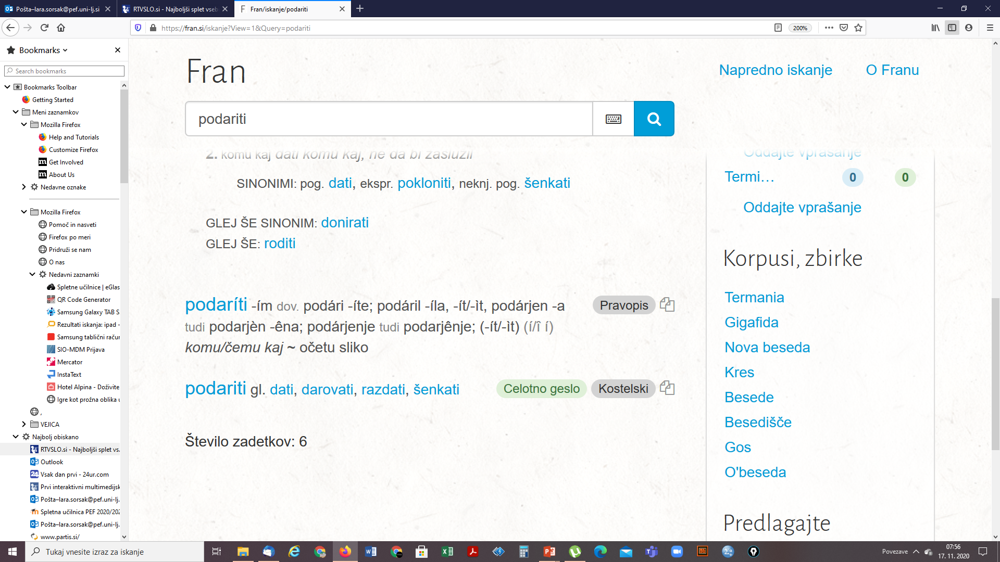 Pošta–lara.sorsak@pef.uni-lj.si
RTVSLO.si - Najboljši splet vseb
Fran/iskanje/podariti
https://fran.si/iskanje?View=1&Query=podariti
200%
Bookmarks
Search bookmarks
Bookmarks Toolbar
Getting Started
Meni zaznamkov
Mozilla Firefox
Help and Tutorials
Customize Firefox
Get Involved
About Us
Nedavne oznake
Mozilla Firefox
Pomoč in nasveti
Firefox po meri
Pridruži se nam
O nas
Nedavni zaznamki
Spletne učilnice | eGlas
QR Code Generator
Samsung Galaxy TAB S
Rezultati iskanja: ipad -
Samsung tablični račur
SIO-MDM Prijava
Mercator
InstaText
Hotel Alpina - Doživite
Igre kot prožna oblika u
,
VEJICA
Najbolj obiskano
RTVSLO.si - Najboljši splet vs.
Outlook
Vsak dan prvi - 24ur.com
Prvi interaktivni multimedijsk
Pošta–lara.sorsak@pef.uni-lj.
Spletna učilnica PEF 2020/202
Pošta–lara.sorsak@pef.uni-lj.
www.partis.si/
Fran
Napredno iskanje
O Franu
podariti
2. komu kaj dati komu kaj, ne da bi zaslužil
SINONIMI: pog. dati, ekspr. pokloniti, neknj. pog. šenkati
GLEJ ŠE SINONIM: donirati
GLEJ ŠE: roditi
podaríti -ím dov. podári -íte; podáril -íla, -ít/-ìt, podárjen -a
tudi podarjèn -êna; podárjenje tudi podarjênje; (-ít/-ìt) (í/ȋ í)
komu/čemu kaj ~ očetu sliko
Pravopis
podariti gl. dati, darovati, razdati, šenkati
Celotno geslo
Kostelski
Število zadetkov: 6
Oddajte vprašanje
Termi…
0
0
Oddajte vprašanje
Korpusi, zbirke
Termania
Gigafida
Nova beseda
Kres
Besede
Besedišče
Gos
O'beseda
Predlagajte
Tukaj vnesite izraz za iskanje
Povezave
07:56
17. 11. 2020